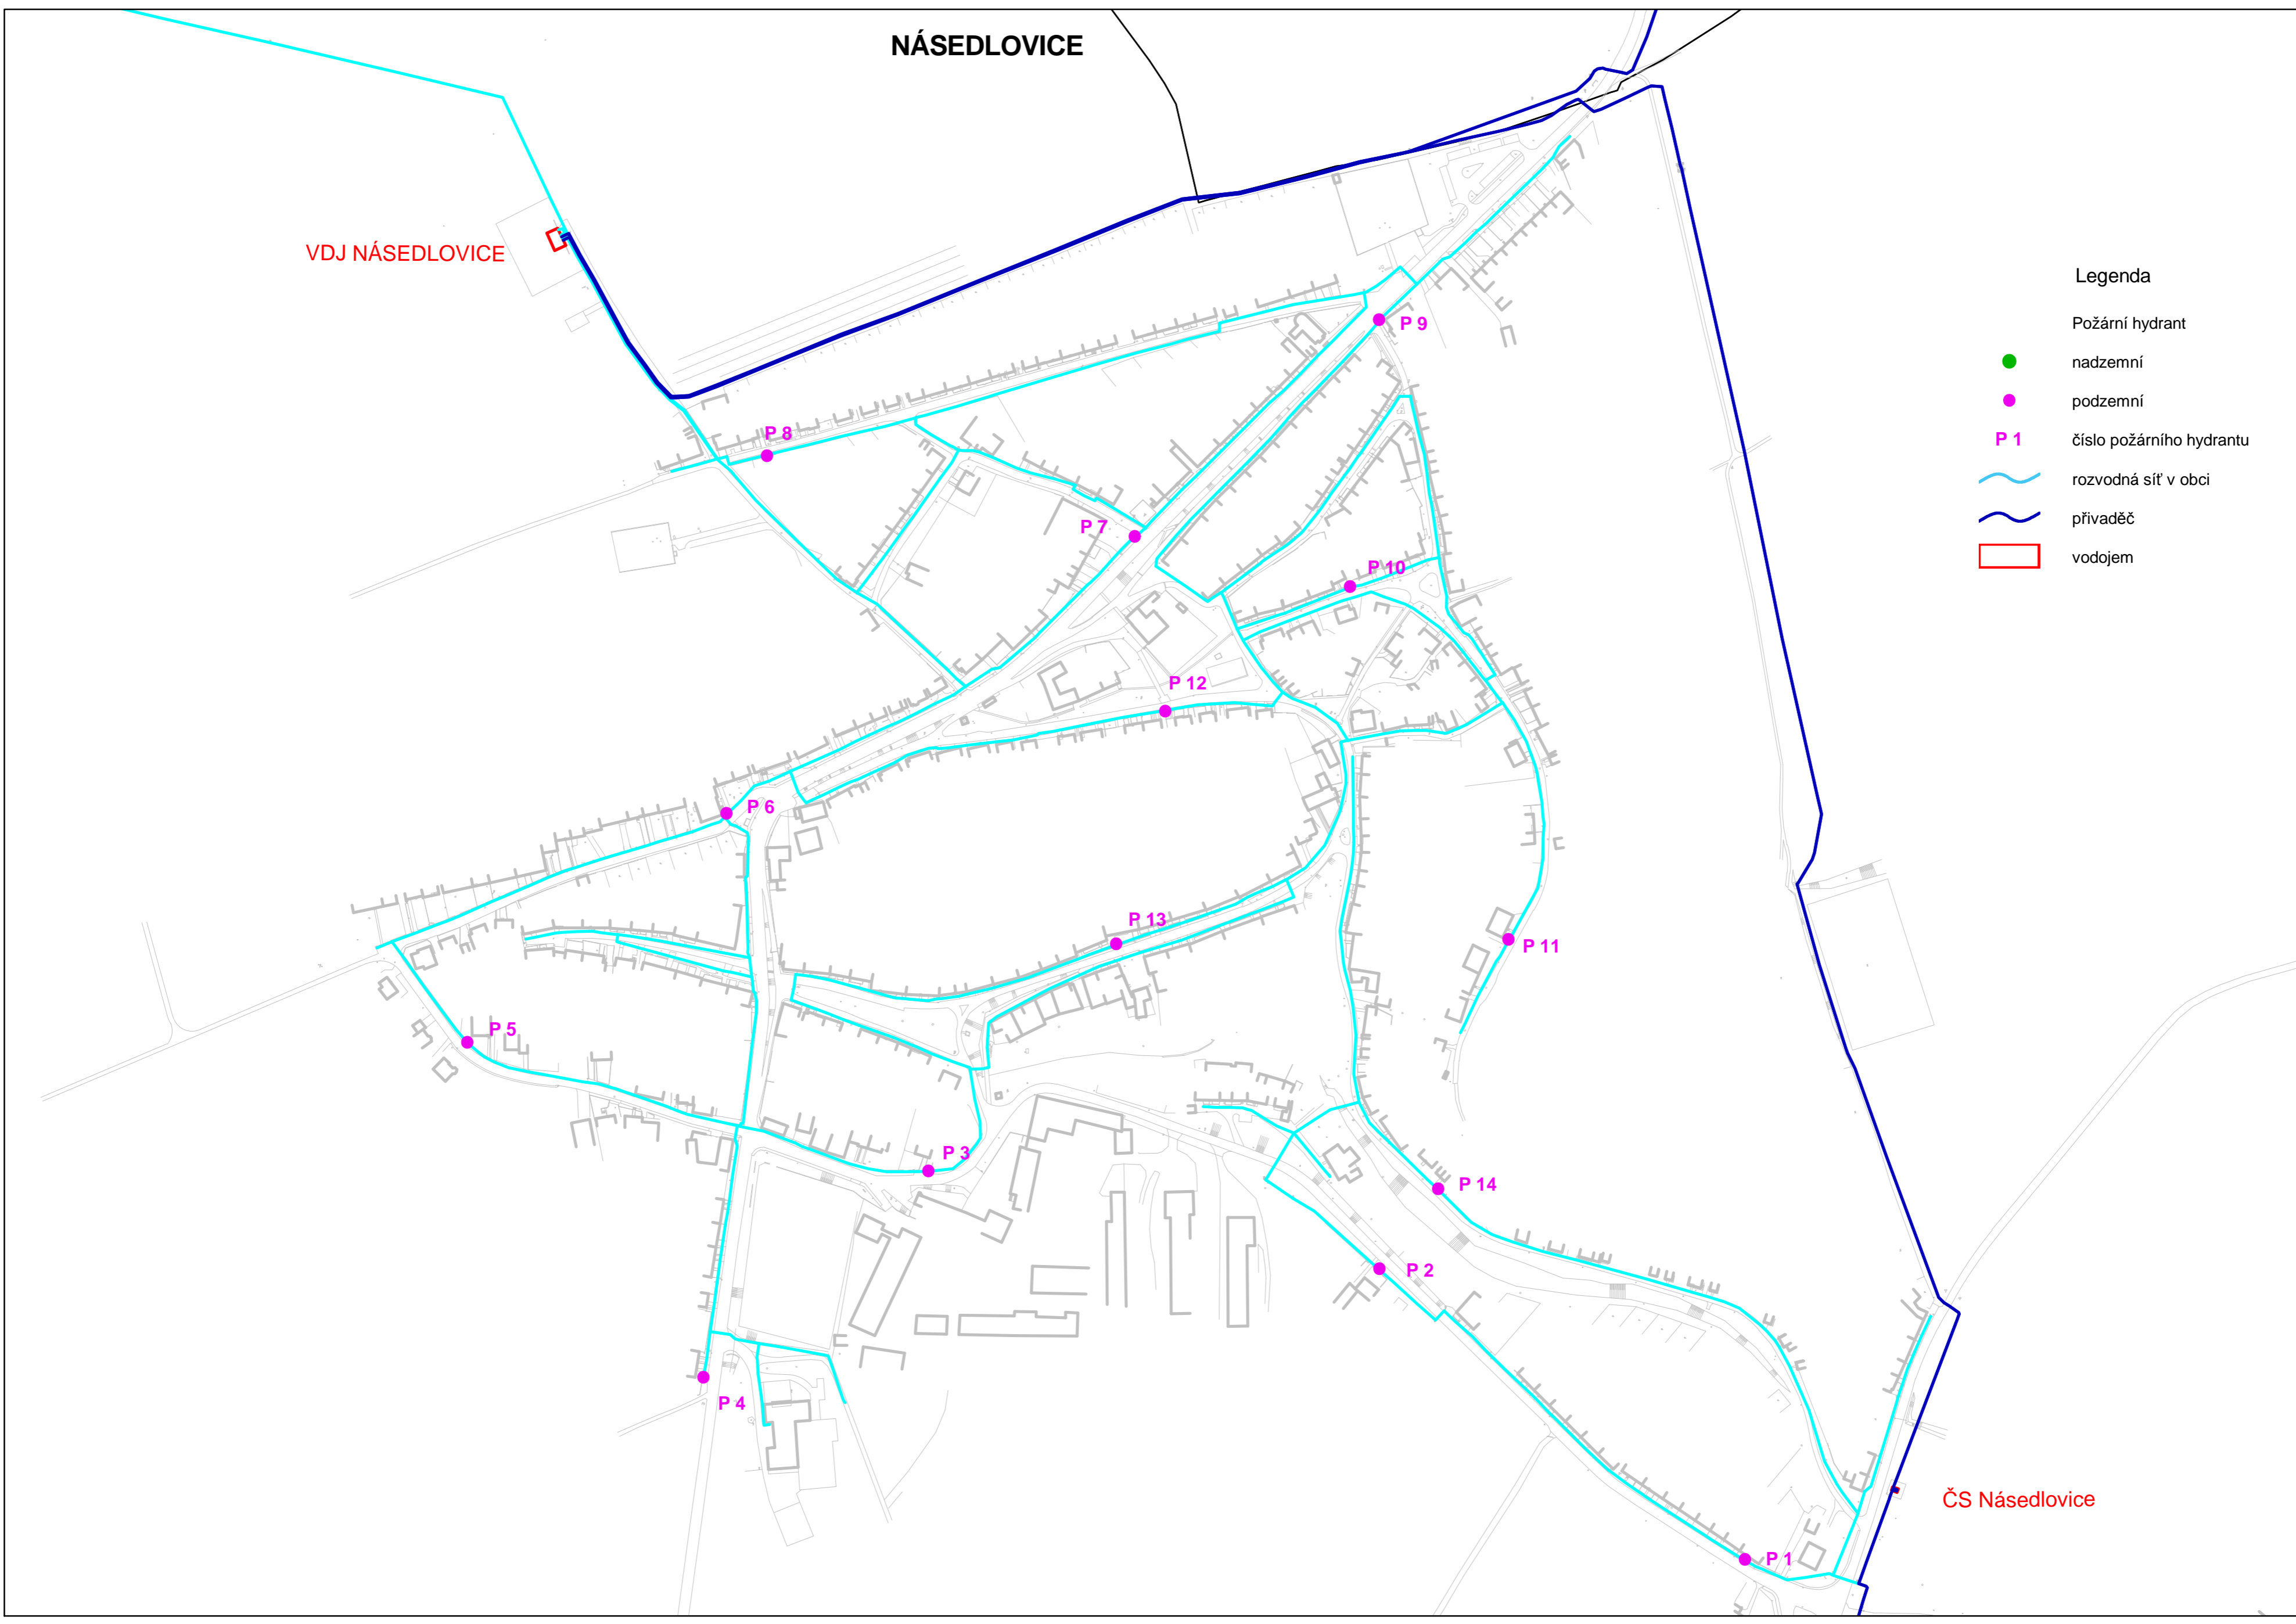 NÁSEDLOVICE
VDJ NÁSEDLOVICE
Legenda
Požární hydrant
nadzemní
podzemní
P 1 číslo požárního hydrantu
rozvodná síť v obci
přivaděč
vodojem
P 9
P 8
P 7
P 10
P 12
P 6
P 13
P 11
P 5
P 3
P 14
P 2
P 4
ČS Násedlovice
P 1